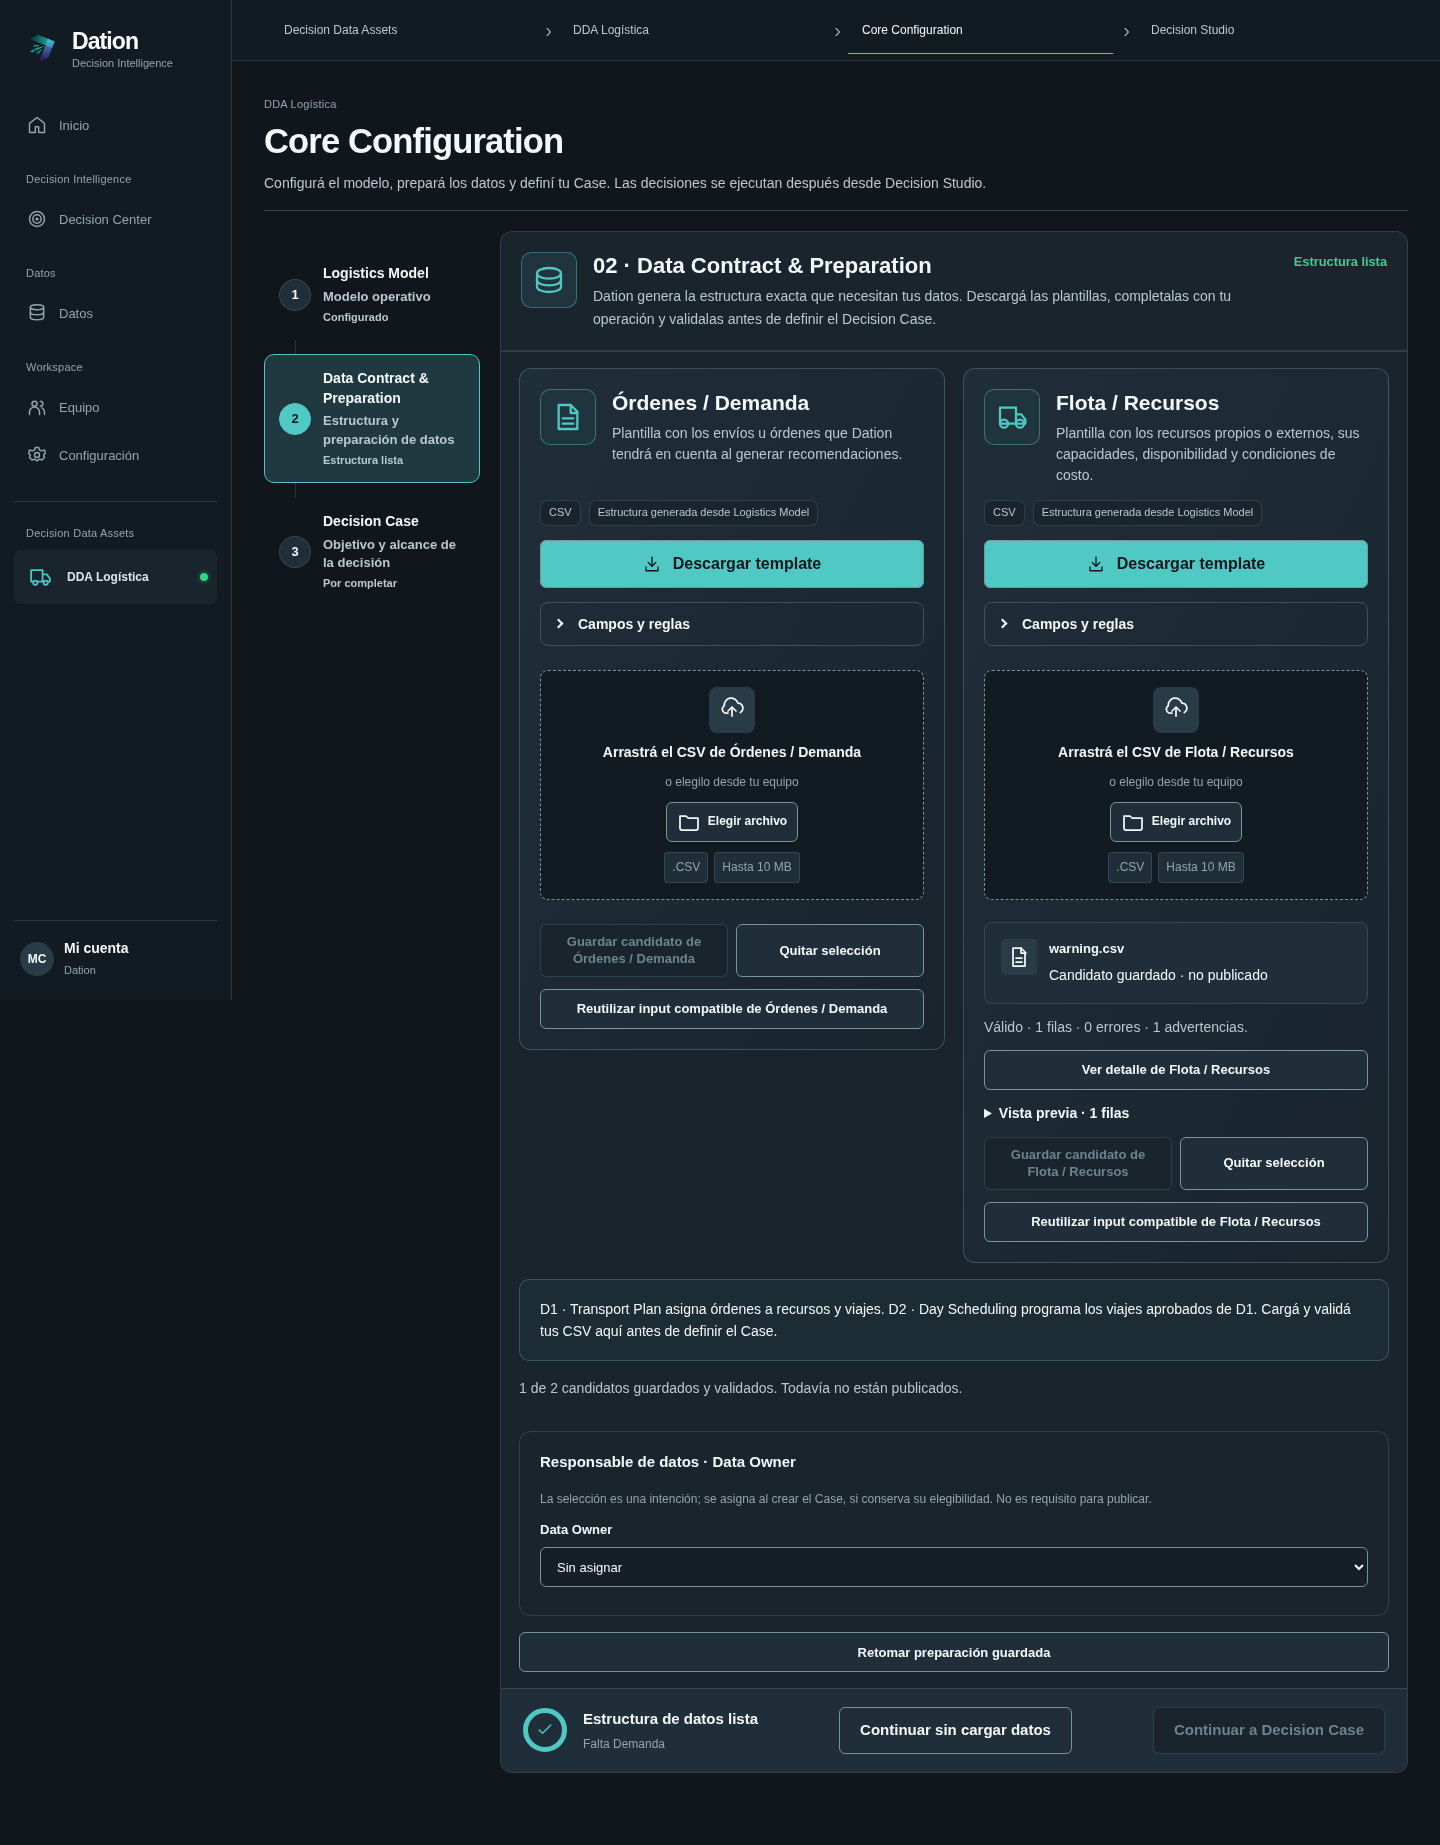 Dation
Decision Intelligence
Inicio
Decision Intelligence
Decision Center
Datos
Datos
Workspace
Equipo
Configuración
Decision Data Assets
DDA Logística
MC
Mi cuenta
Dation
Decision Data Assets
DDA Logística
Core Configuration
Decision Studio
DDA Logística
Core Configuration
Configurá el modelo, prepará los datos y definí tu Case. Las decisiones se ejecutan después desde Decision Studio.
1
Logistics Model
Modelo operativo
Configurado
2
Data Contract &
Preparation
Estructura y
preparación de datos
Estructura lista
3
Decision Case
Objetivo y alcance de
la decisión
Por completar
02 · Data Contract & Preparation
Dation genera la estructura exacta que necesitan tus datos. Descargá las plantillas, completalas con tu
operación y validalas antes de definir el Decision Case.
Estructura lista
Órdenes / Demanda
Plantilla con los envíos u órdenes que Dation
tendrá en cuenta al generar recomendaciones.
CSV
Estructura generada desde Logistics Model
Descargar template
Campos y reglas
Arrastrá el CSV de Órdenes / Demanda
o elegilo desde tu equipo
Elegir archivo
.CSV
Hasta 10 MB
Guardar candidato de
Órdenes / Demanda
Quitar selección
Reutilizar input compatible de Órdenes / Demanda
Flota / Recursos
Plantilla con los recursos propios o externos, sus
capacidades, disponibilidad y condiciones de
costo.
CSV
Estructura generada desde Logistics Model
Descargar template
Campos y reglas
Arrastrá el CSV de Flota / Recursos
o elegilo desde tu equipo
Elegir archivo
.CSV
Hasta 10 MB
warning.csv
Candidato guardado · no publicado
Válido · 1 filas · 0 errores · 1 advertencias.
Ver detalle de Flota / Recursos
Vista previa · 1 filas
Guardar candidato de
Flota / Recursos
Quitar selección
Reutilizar input compatible de Flota / Recursos
D1 · Transport Plan asigna órdenes a recursos y viajes. D2 · Day Scheduling programa los viajes aprobados de D1. Cargá y validá
tus CSV aquí antes de definir el Case.
1 de 2 candidatos guardados y validados. Todavía no están publicados.
Responsable de datos · Data Owner
La selección es una intención; se asigna al crear el Case, si conserva su elegibilidad. No es requisito para publicar.
Data Owner
Sin asignar
Retomar preparación guardada
Estructura de datos lista
Falta Demanda
Continuar sin cargar datos
Continuar a Decision Case